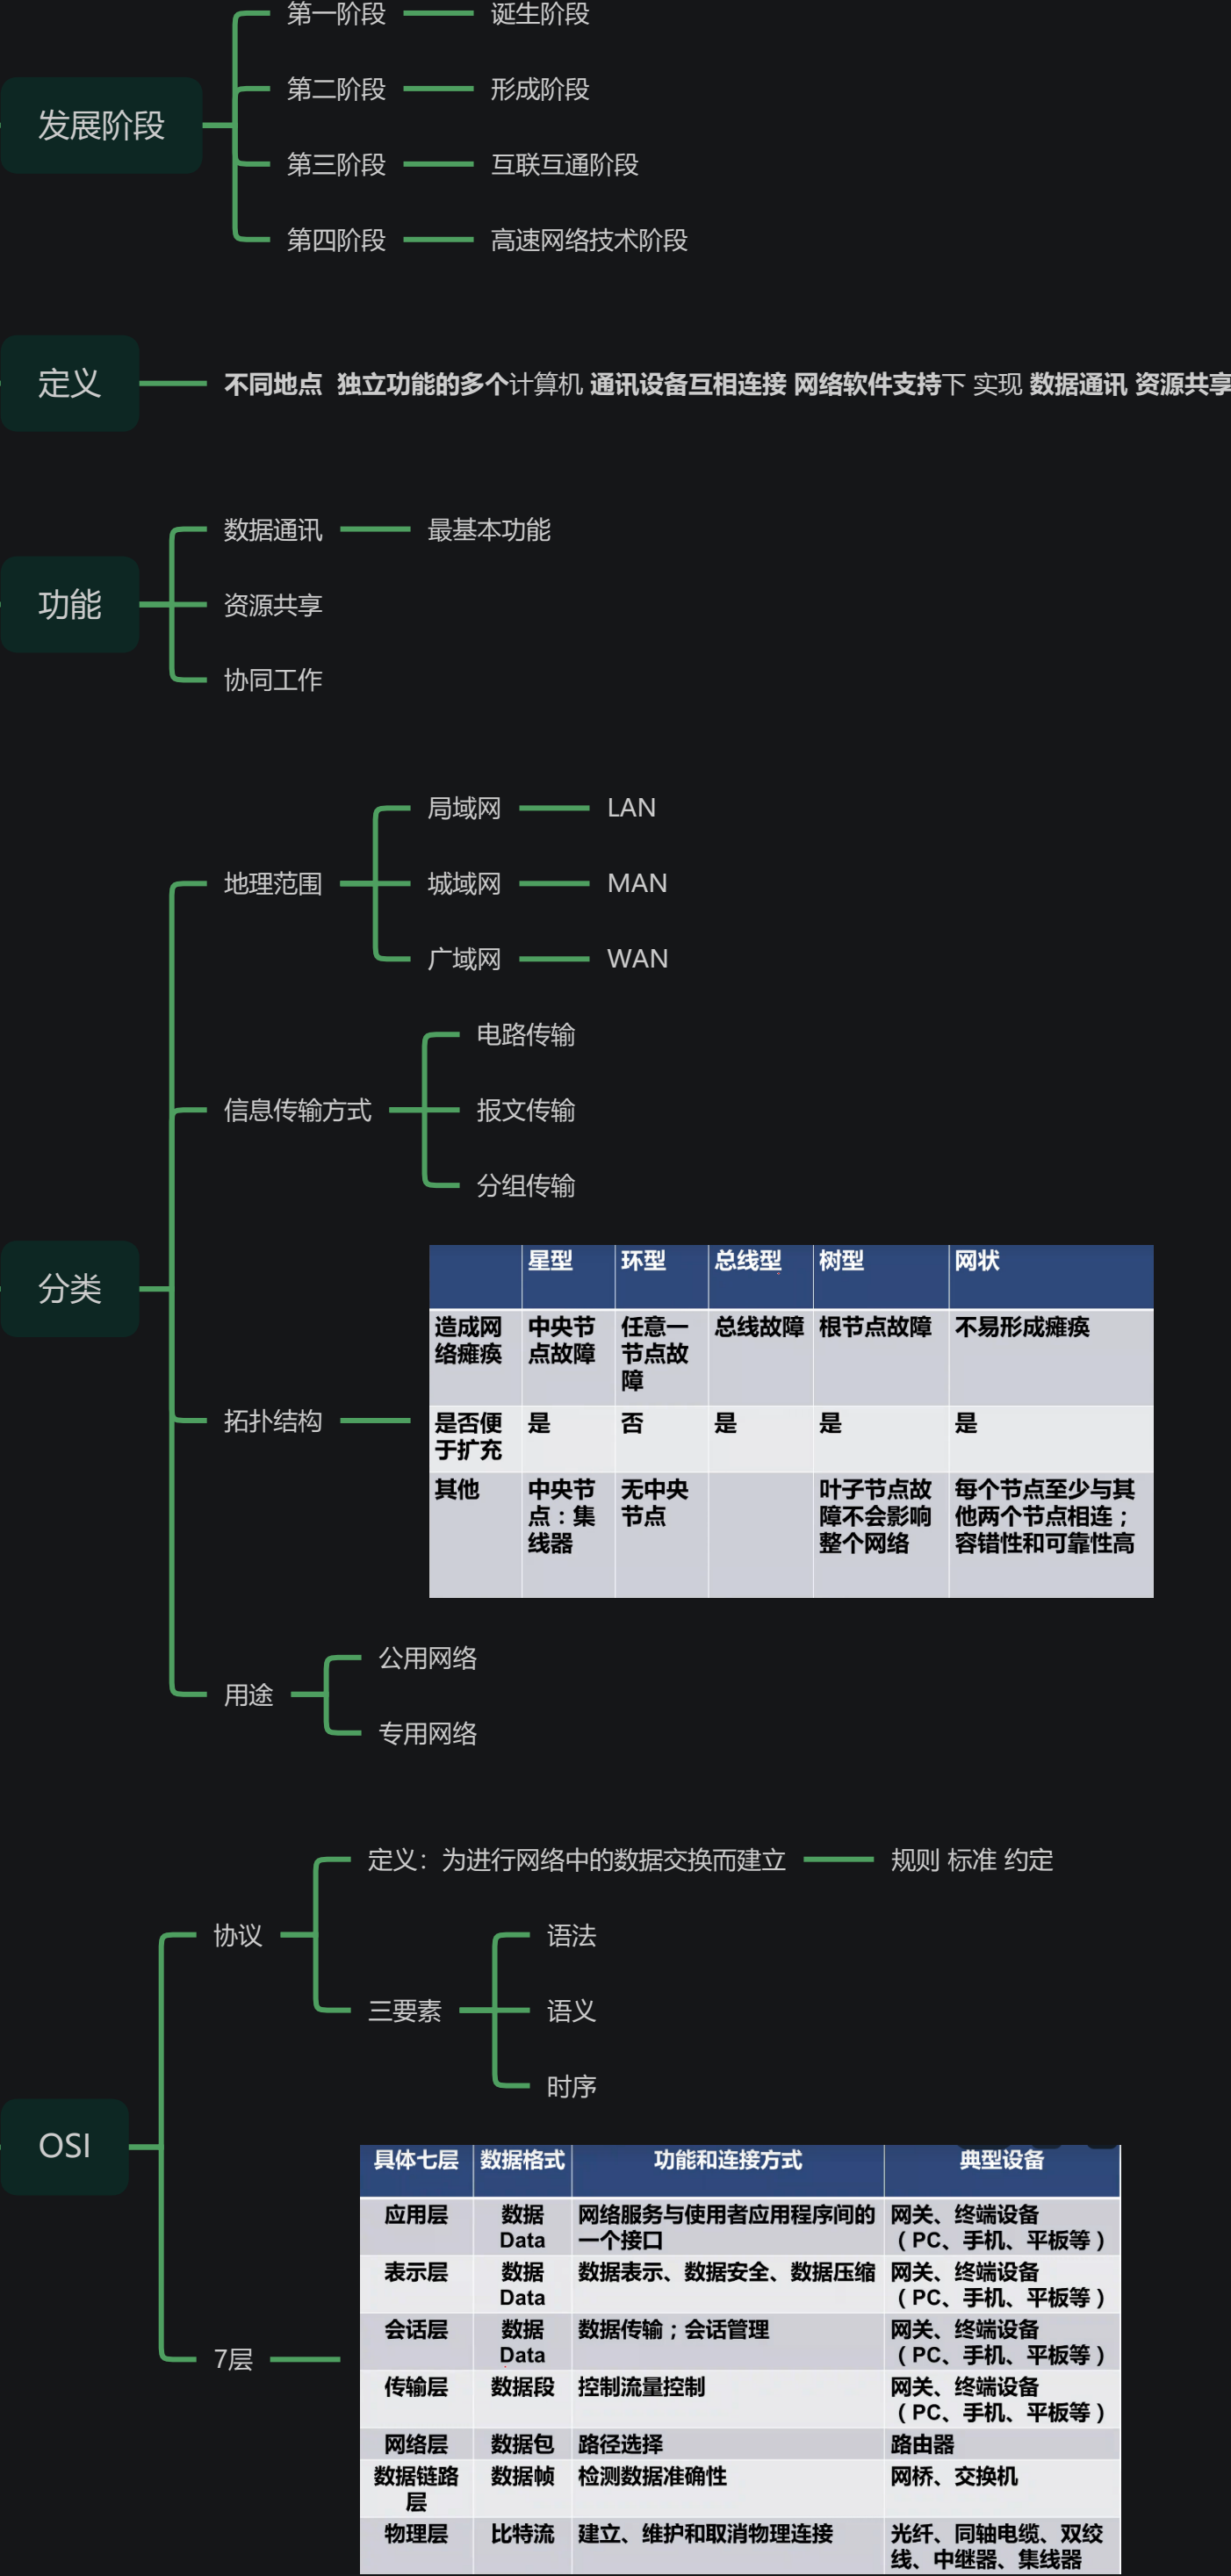 第一阶段 诞生阶段
第二阶段 形成阶段
发展阶段
第三阶段 互联互通阶段
第四阶段 高速网络技术阶段
定义 不同地点 独立功能的多个计算机 通讯设备互相连接 网络软件支持下 实现 数据通讯 资源共享
数据通讯 最基本功能
功能 资源共享
协同工作
局域网 LAN
地理范围 城域网 MAN
广域网 WAN
电路传输
信息传输方式 报文传输
分组传输
分类
拓扑结构
星型 环型 总线型 树型 网状
造成网 中央节 任意一 总线故障 根节点故障 不易形成瘫痪
络瘫痪 点故障 节点故
障
是否便 是 否 是 是 是
于扩充
其他 中央节 无中央 叶子节点故 每个节点至少与其
点：集 节点 障不会影响 他两个节点相连；
线器 整个网络 容错性和可靠性高
公用网络
用途
专用网络
定义：为进行网络中的数据交换而建立 规则 标准 约定
协议
语法
三要素 语义
时序
OSI
7层
具体七层 数据格式 功能和连接方式 典型设备
应用层 数据 网络服务与使用者应用程序间的 网关、终端设备
Data 一个接口 （PC、手机、平板等）
表示层 数据 数据表示、数据安全、数据压缩 网关、终端设备
Data （PC、手机、平板等）
会话层 数据 数据传输；会话管理 网关、终端设备
Data （PC、手机、平板等）
传输层 数据段 控制流量控制 网关、终端设备
（PC、手机、平板等）
网络层 数据包 路径选择 路由器
数据链路 数据帧 检测数据准确性 网桥、交换机
层
物理层 比特流 建立、维护和取消物理连接 光纤、同轴电缆、双绞
线、中继器、集线器